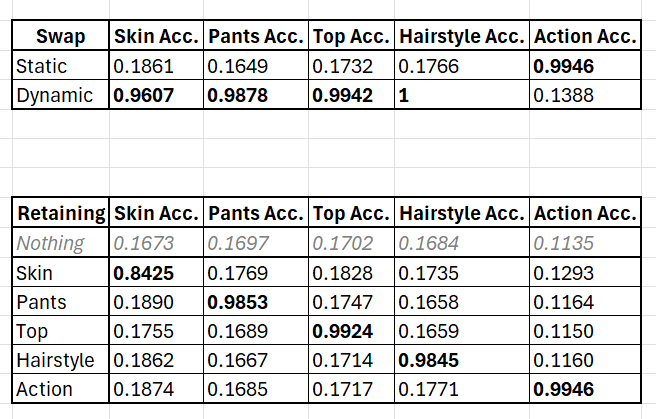 Swap Skin Acc. Pants Acc. Top Acc. Hairstyle Acc. Action Acc.
Static 0.1861 0.1649 0.1732 0.1766 0.9946
Dynamic 0.9607 0.9878 0.9942 1 0.1388
Retaining Skin Acc. Pants Acc. Top Acc. Hairstyle Acc. Action Acc.
Nothing 0.1673 0.1697 0.1702 0.1684 0.1135
Skin 0.8425 0.1769 0.1828 0.1735 0.1293
Pants 0.1890 0.9853 0.1747 0.1658 0.1164
Top 0.1755 0.1689 0.9924 0.1659 0.1150
Hairstyle 0.1862 0.1667 0.1714 0.9845 0.1160
Action 0.1874 0.1685 0.1717 0.1771 0.9946